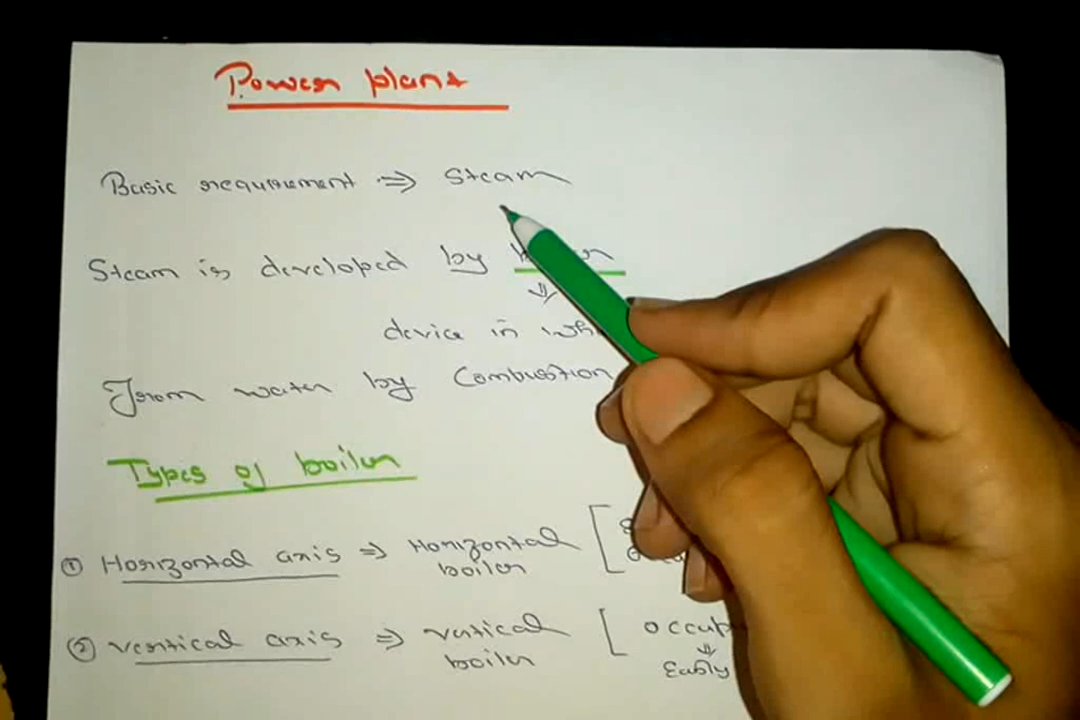 Power plant
Basic requirement ⇒ Steam
Steam is developed by
⇓
device in
from water by Combustion
Types of boiler
① Horizontal axis ⇒ Horizontal boiler [
② vertical axis ⇒ vertical boiler [
⇓
Easily